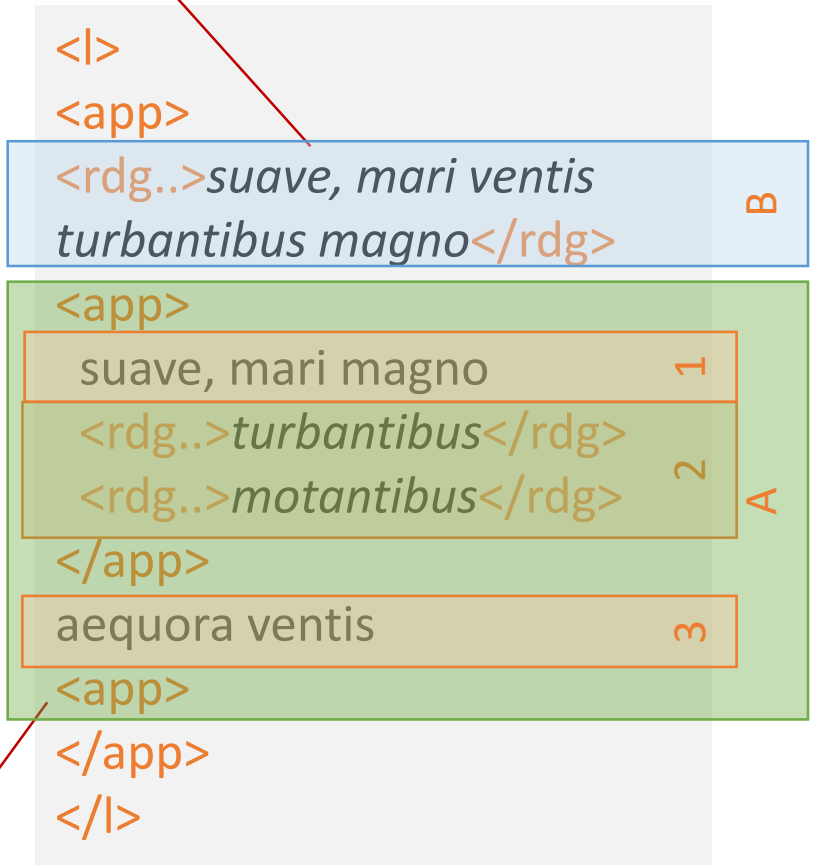 <l>
<app>
<rdg..>suave, mari ventis
turbantibus magno</rdg>
B
<app>
suave, mari magno
1
<rdg..>turbantibus</rdg>
<rdg..>motantibus</rdg>
2
A
</app>
aequora ventis
3
<app>
</app>
</l>